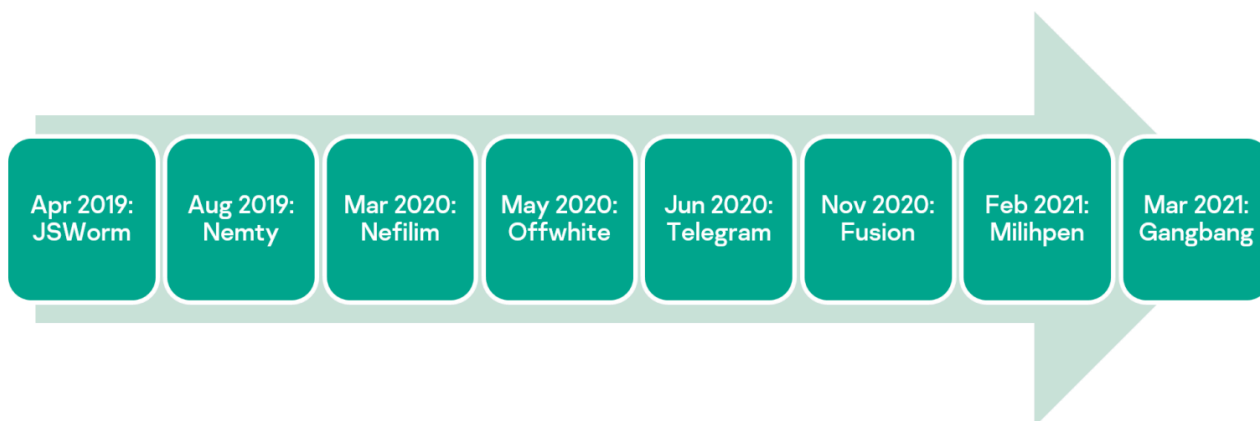 Apr 2019:
JSWorm
Aug 2019:
Nemty
Mar 2020:
Nefilim
May 2020:
Offwhite
Jun 2020:
Telegram
Nov 2020:
Fusion
Feb 2021:
Milihpen
Mar 2021:
Gangbang